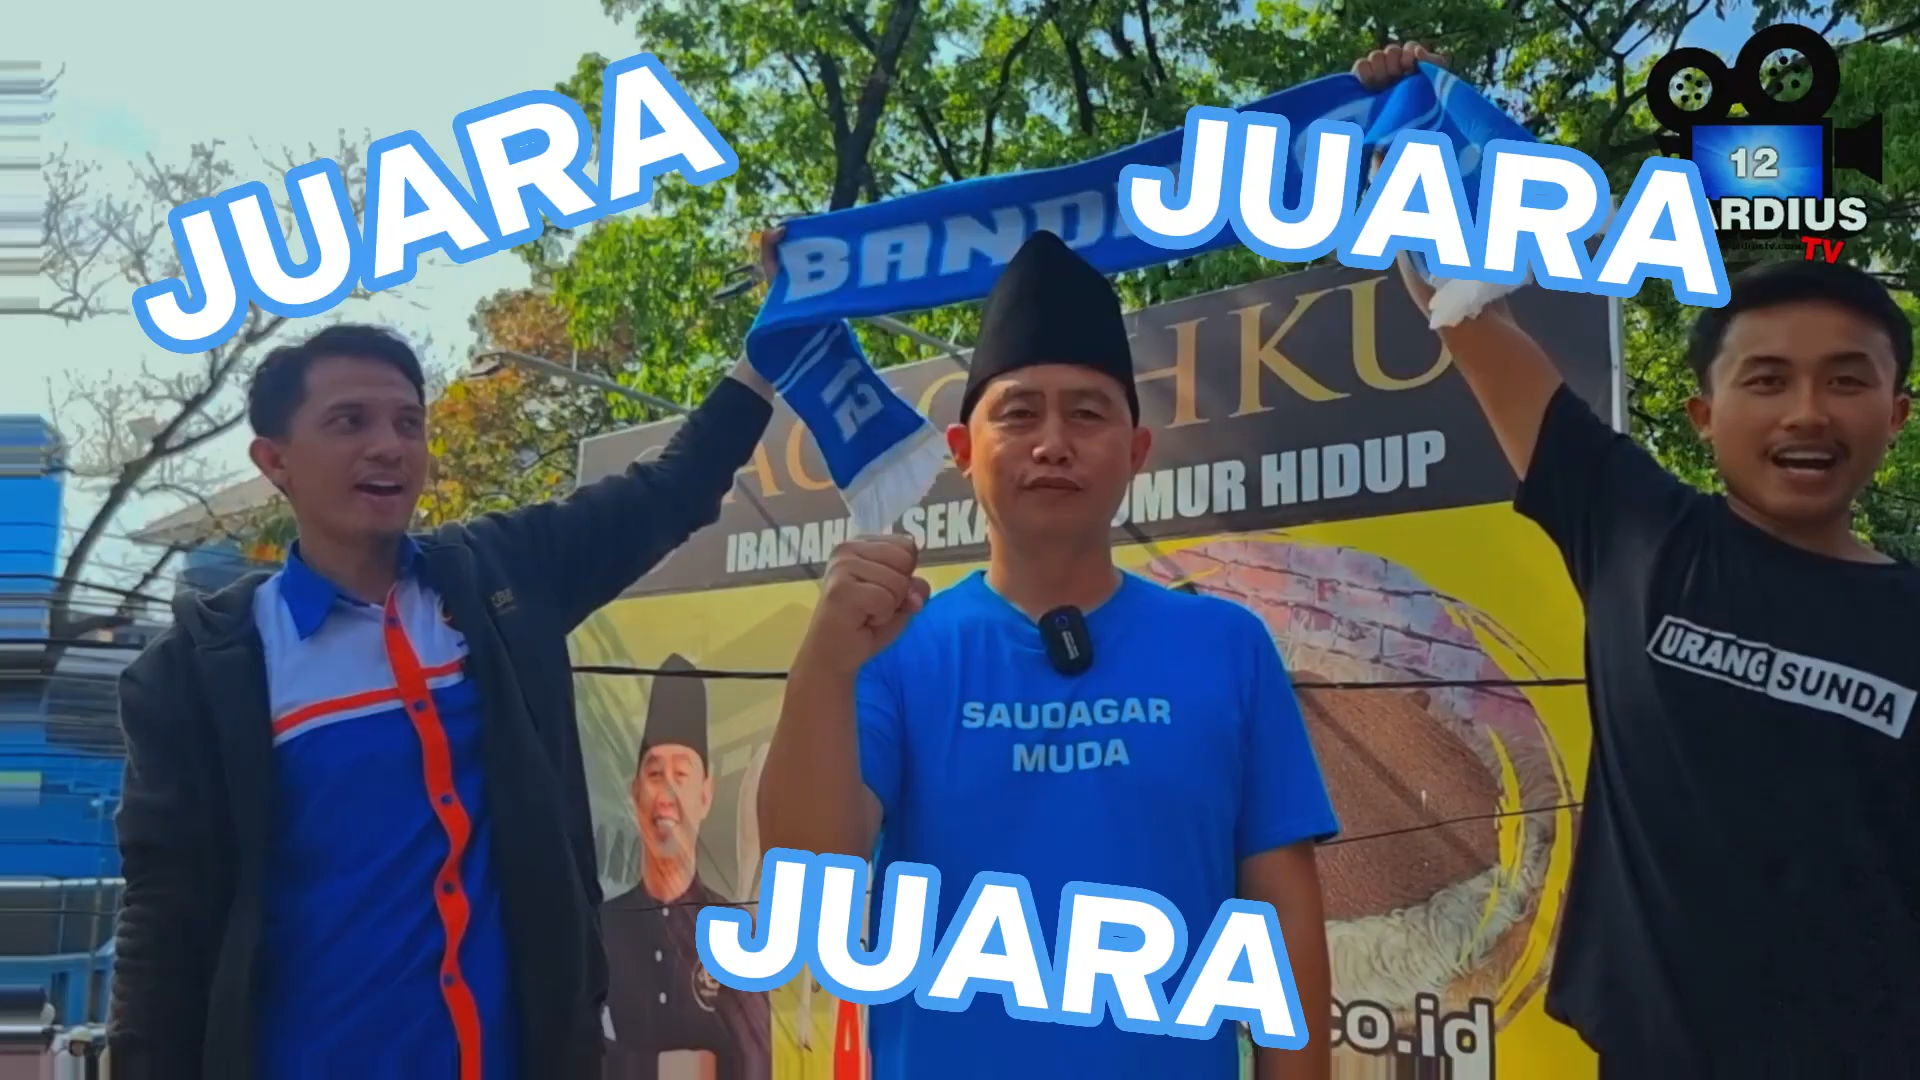 JUARA
JUARA
12
ARDIUS
TV
BAND
12
HKU
IBADAH
SEKA
UMUR HIDUP
URANG SUNDA
SAUDAGAR
MUDA
JUARA
co.id